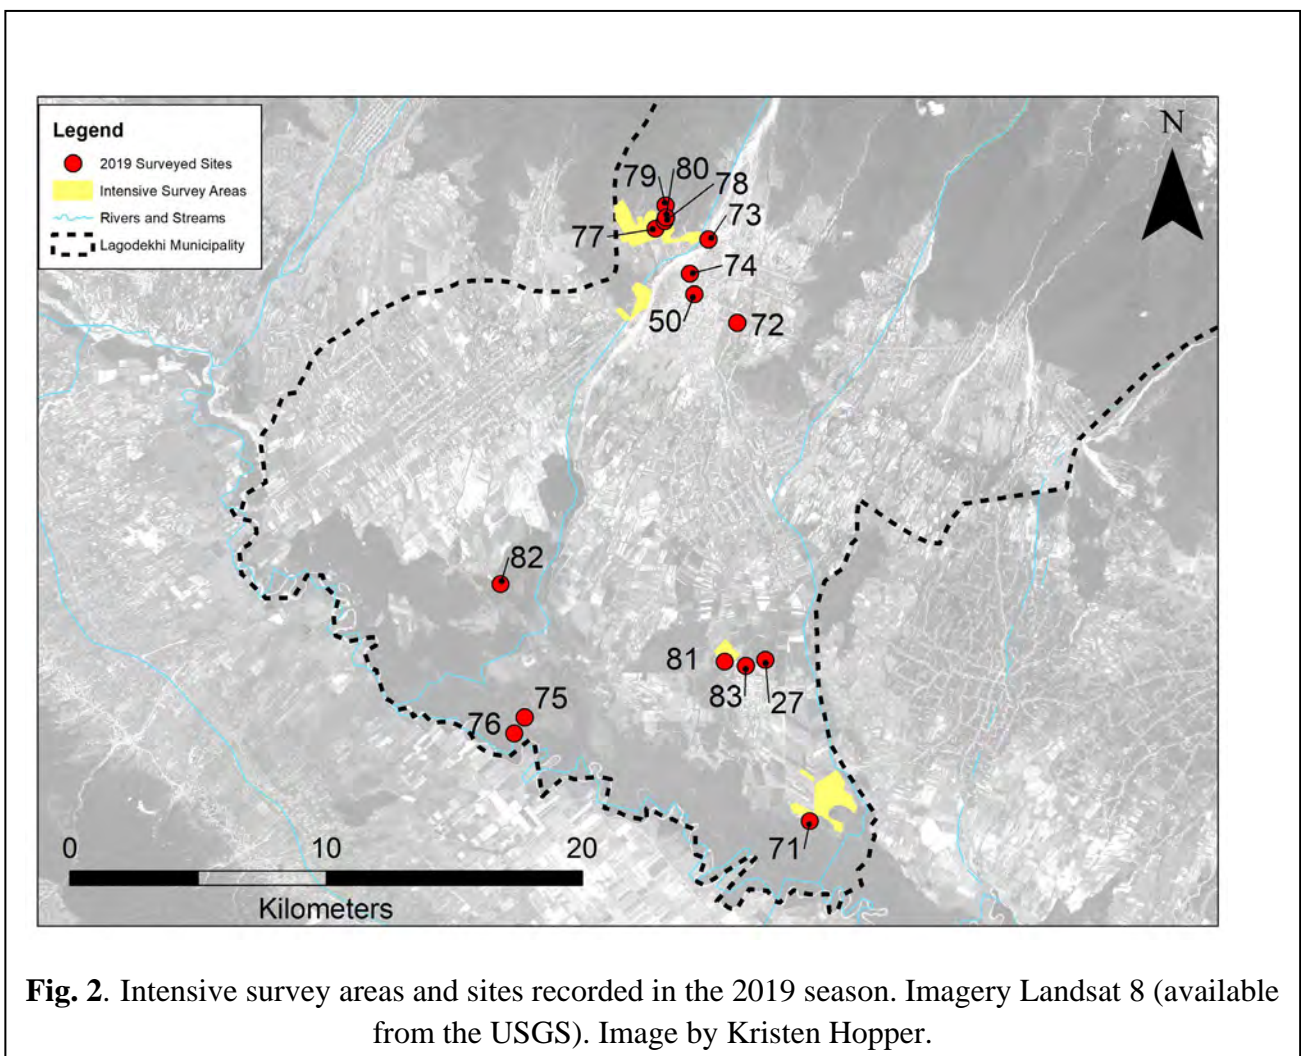 Legend
2019 Surveyed Sites
Intensive Survey Areas
Rivers and Streams
Lagodekhi Municipality
N
79
80
78
77
73
74
50
72
82
81
83
27
75
76
71
0
10
20
Kilometers
Fig. 2. Intensive survey areas and sites recorded in the 2019 season. Imagery Landsat 8 (available
from the USGS). Image by Kristen Hopper.